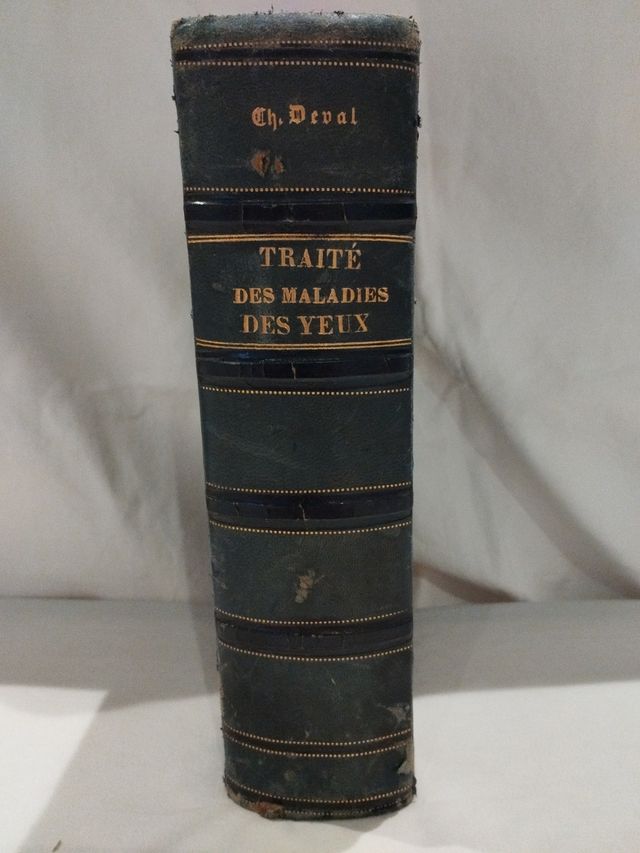 Ch. Deval
TRAITÉ
DES MALADIES
DES YEUX